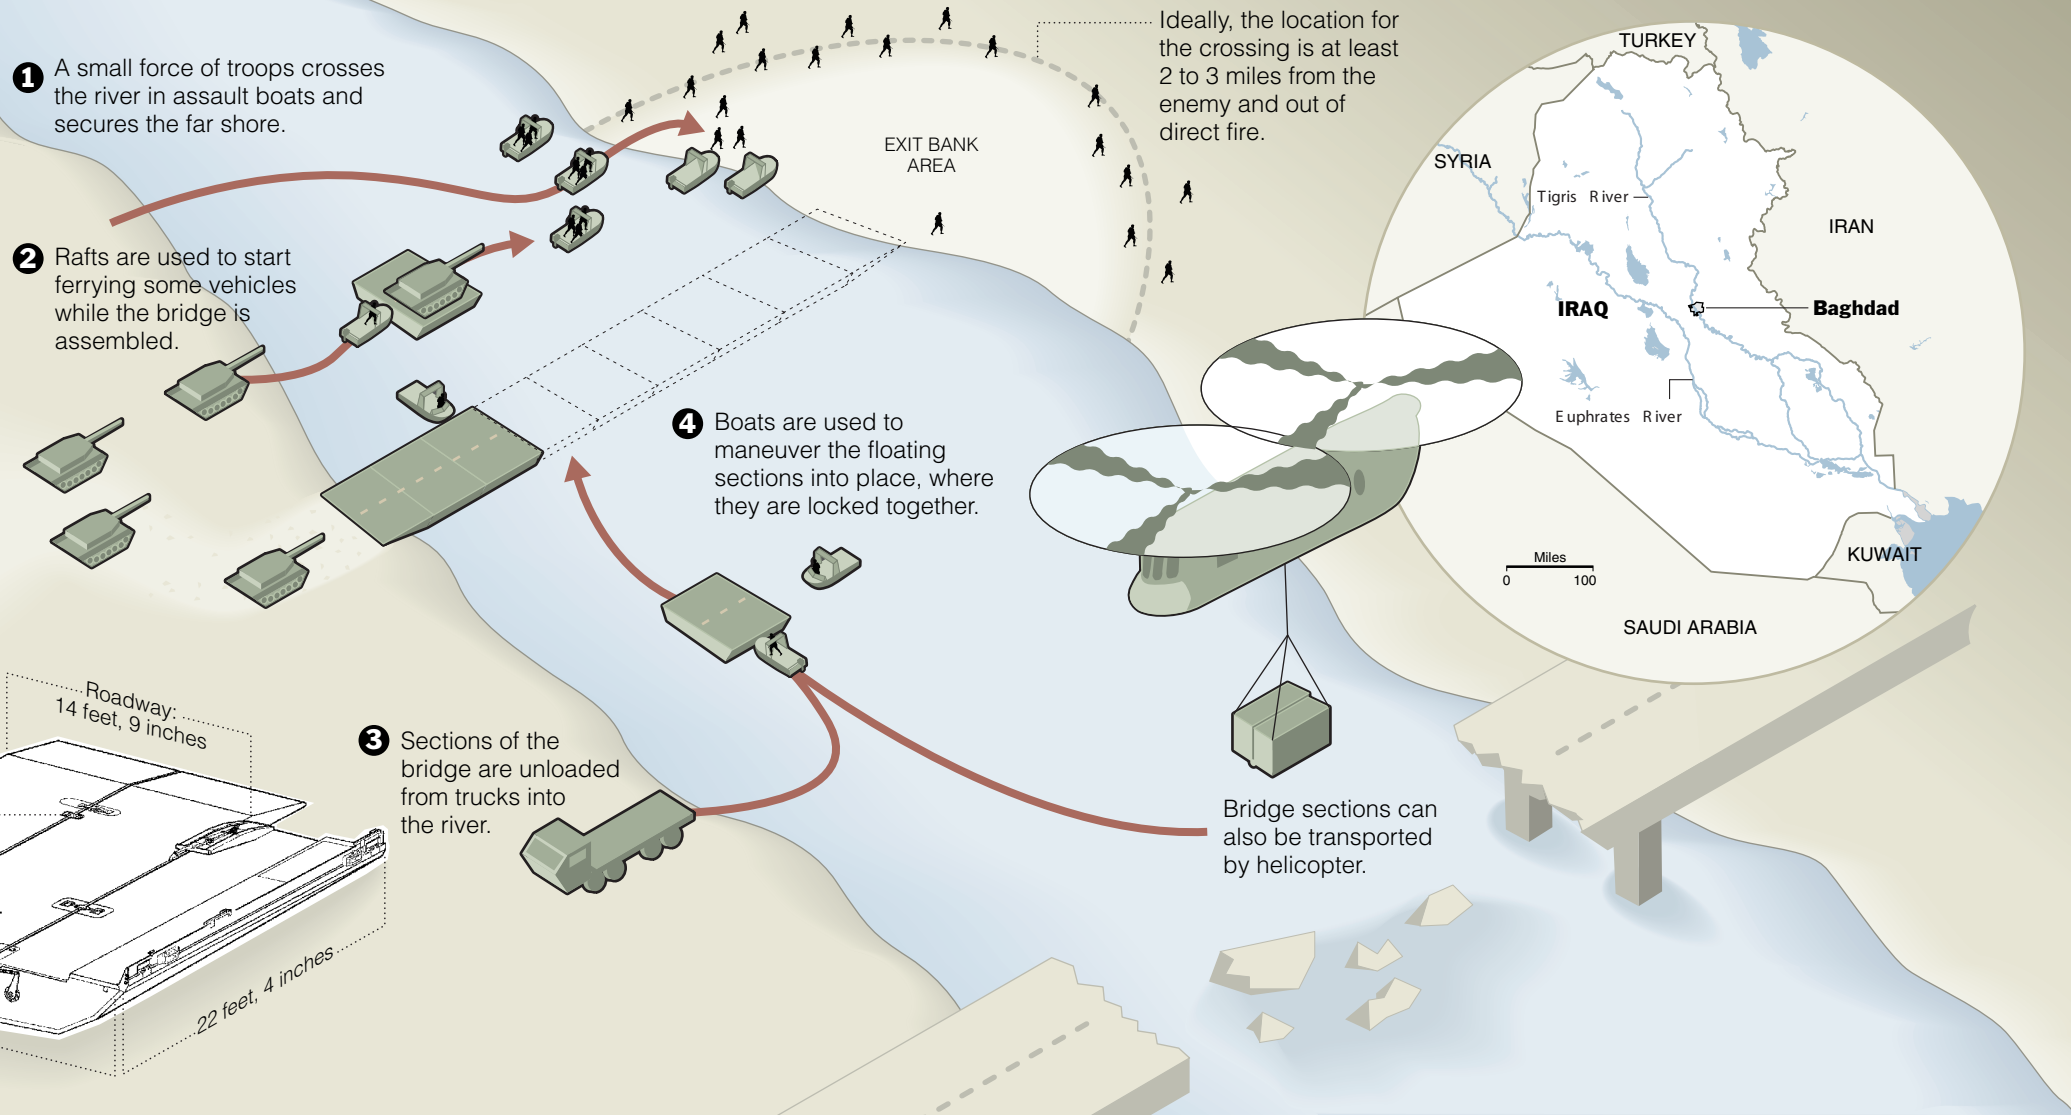 1
A small force of troops crosses
the river in assault boats and
secures the far shore.
2
Rafts are used to start
ferrying some vehicles
while the bridge is
assembled.
EXIT BANK
AREA
Ideally, the location for
the crossing is at least
2 to 3 miles from the
enemy and out of
direct fire.
4
Boats are used to
maneuver the floating
sections into place, where
they are locked together.
3
Sections of the
bridge are unloaded
from trucks into
the river.
Bridge sections can
also be transported
by helicopter.
Roadway:
14 feet, 9 inches
22 feet, 4 inches
TURKEY
SYRIA
Tigris River
IRAN
IRAQ
Baghdad
Euphrates River
Miles
0 100
KUWAIT
SAUDI ARABIA